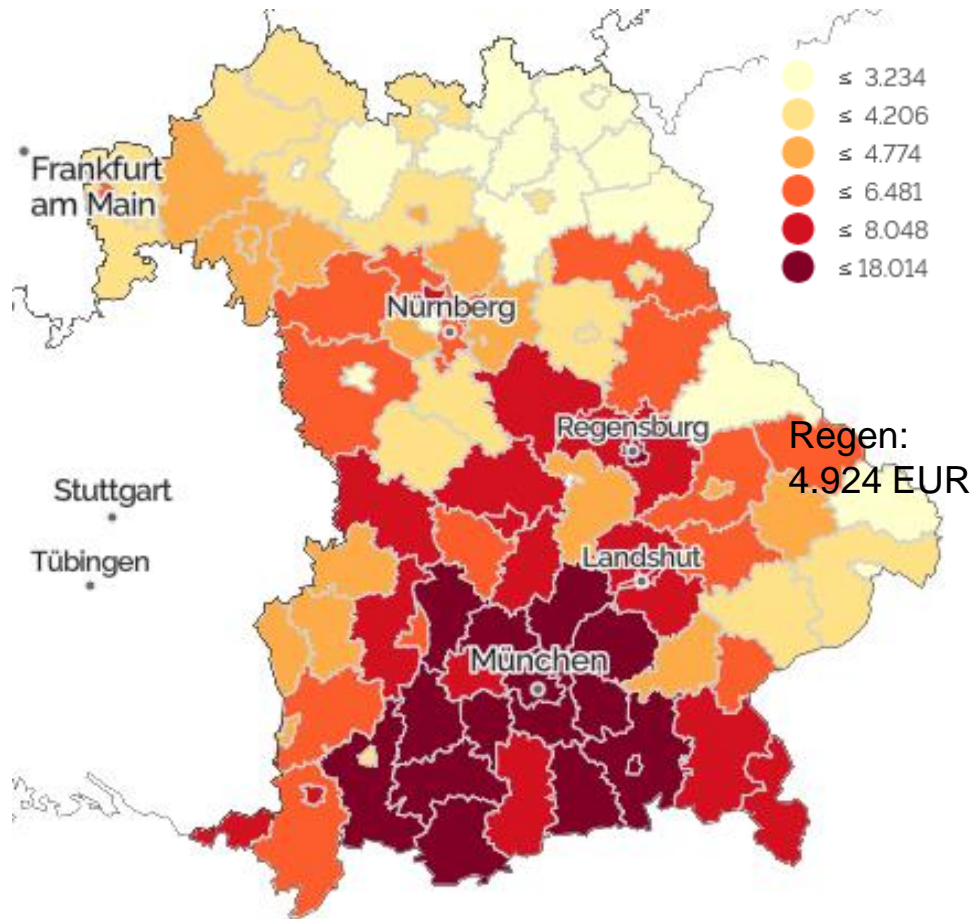 ≤ 3.234
≤ 4.206
≤ 4.774
≤ 6.481
≤ 8.048
≤ 18.014
Frankfurt
am Main
Nürnberg
Regensburg
Regen:
4.924 EUR
Stuttgart
Tübingen
Landshut
München